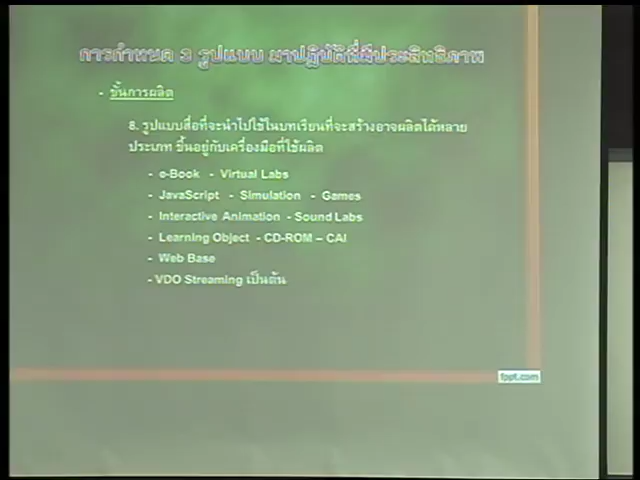 การกำหนด 3 รูปแบบ มาปฏิบัติที่มีประสิทธิภาพ
- ขั้นการผลิต
8. รูปแบบสื่อที่จะนำไปใช้ในบทเรียนที่จะสร้างอาจผลิตได้หลาย
ประเภท ขึ้นอยู่กับเครื่องมือที่ใช้ผลิต
- e-Book - Virtual Labs
- JavaScript - Simulation - Games
- Interactive Animation - Sound Labs
- Learning Object - CD-ROM – CAI
- Web Base
- VDO Streaming เป็นต้น
fppt.com